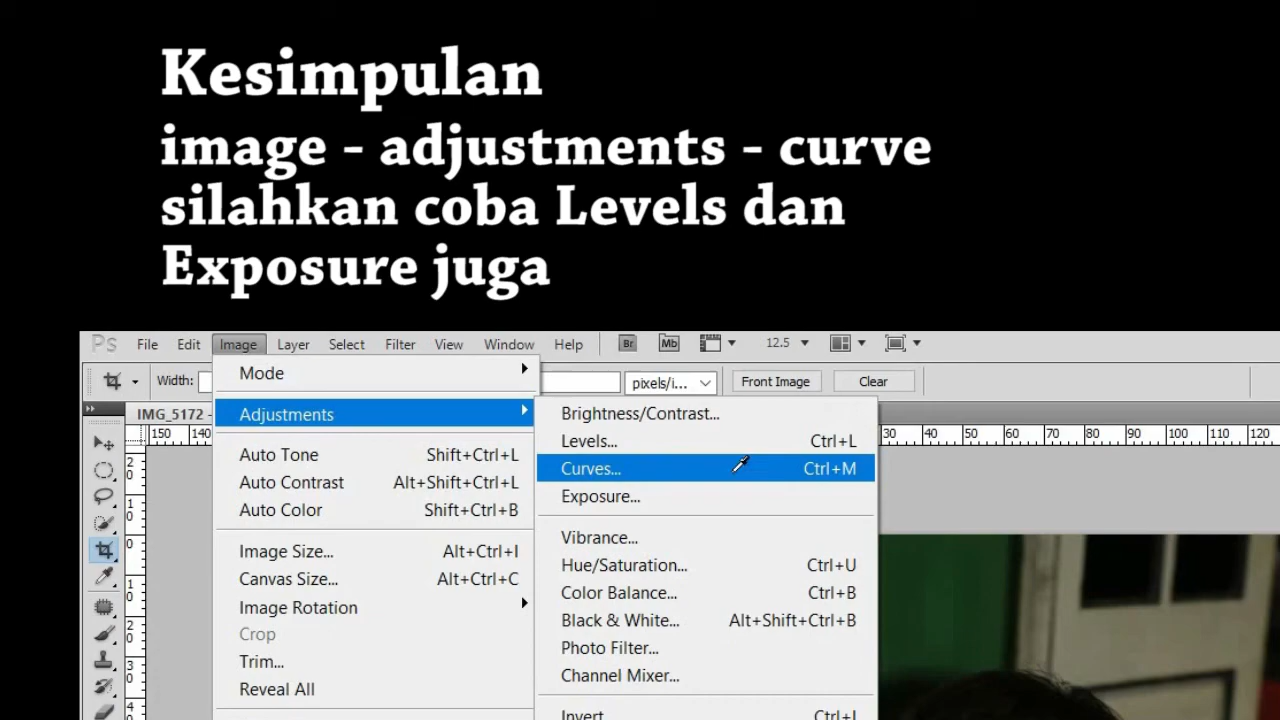 Kesimpulan
image - adjustments - curve
silahkan coba Levels dan
Exposure juga
Ps File Edit Image Layer Select Filter View Window Help Br Mb 12.5
Width: pixels/i... Front Image Clear
IMG_5172 -
150 140 30 40 50 60 70 80 90 100 110 120
Mode
Adjustments
Auto Tone Shift+Ctrl+L
Auto Contrast Alt+Shift+Ctrl+L
Auto Color Shift+Ctrl+B
Image Size... Alt+Ctrl+I
Canvas Size... Alt+Ctrl+C
Image Rotation
Crop
Trim...
Reveal All
Brightness/Contrast...
Levels... Ctrl+L
Curves... Ctrl+M
Exposure...
Vibrance...
Hue/Saturation... Ctrl+U
Color Balance... Ctrl+B
Black & White... Alt+Shift+Ctrl+B
Photo Filter...
Channel Mixer...
Invert Ctrl+I